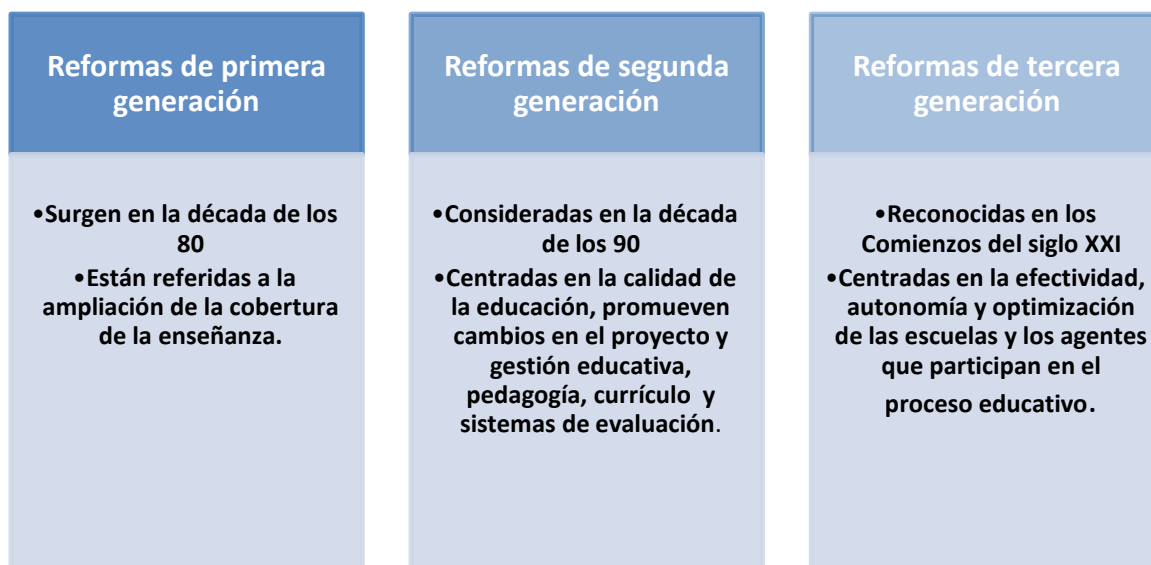 Reformas de primera
generación
•Surgen en la década de los
80
•Están referidas a la
ampliación de la cobertura
de la enseñanza.
Reformas de segunda
generación
•Consideradas en la década
de los 90
•Centradas en la calidad de
la educación, promueven
cambios en el proyecto y
gestión educativa,
pedagogía, currículo y
sistemas de evaluación.
Reformas de tercera
generación
•Reconocidas en los
Comienzos del siglo XXI
•Centradas en la efectividad,
autonomía y optimización
de las escuelas y los agentes
que participan en el
proceso educativo.